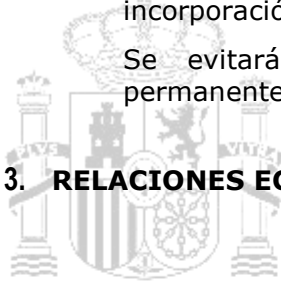 incorporació
Se evitará
permanente
3. RELACIONES EC
PLVS VLTRA